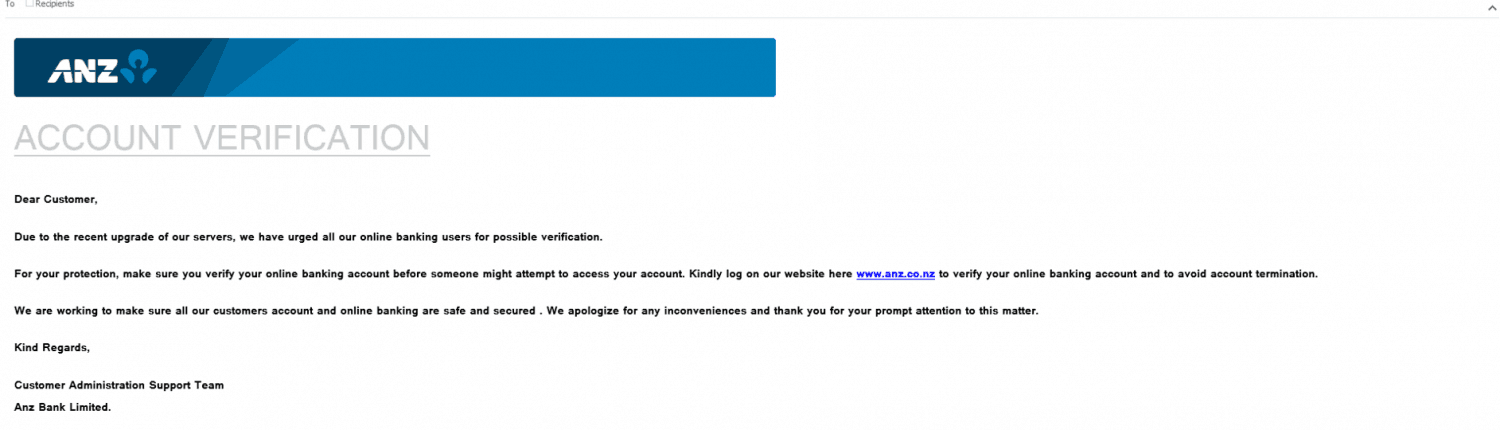 To Recipients
ANZ
ACCOUNT VERIFICATION
Dear Customer,
Due to the recent upgrade of our servers, we have urged all our online banking users for possible verification.
For your protection, make sure you verify your online banking account before someone might attempt to access your account. Kindly log on our website here www.anz.co.nz to verify your online banking account and to avoid account termination.
We are working to make sure all our customers account and online banking are safe and secured . We apologize for any inconveniences and thank you for your prompt attention to this matter.
Kind Regards,
Customer Administration Support Team
Anz Bank Limited.